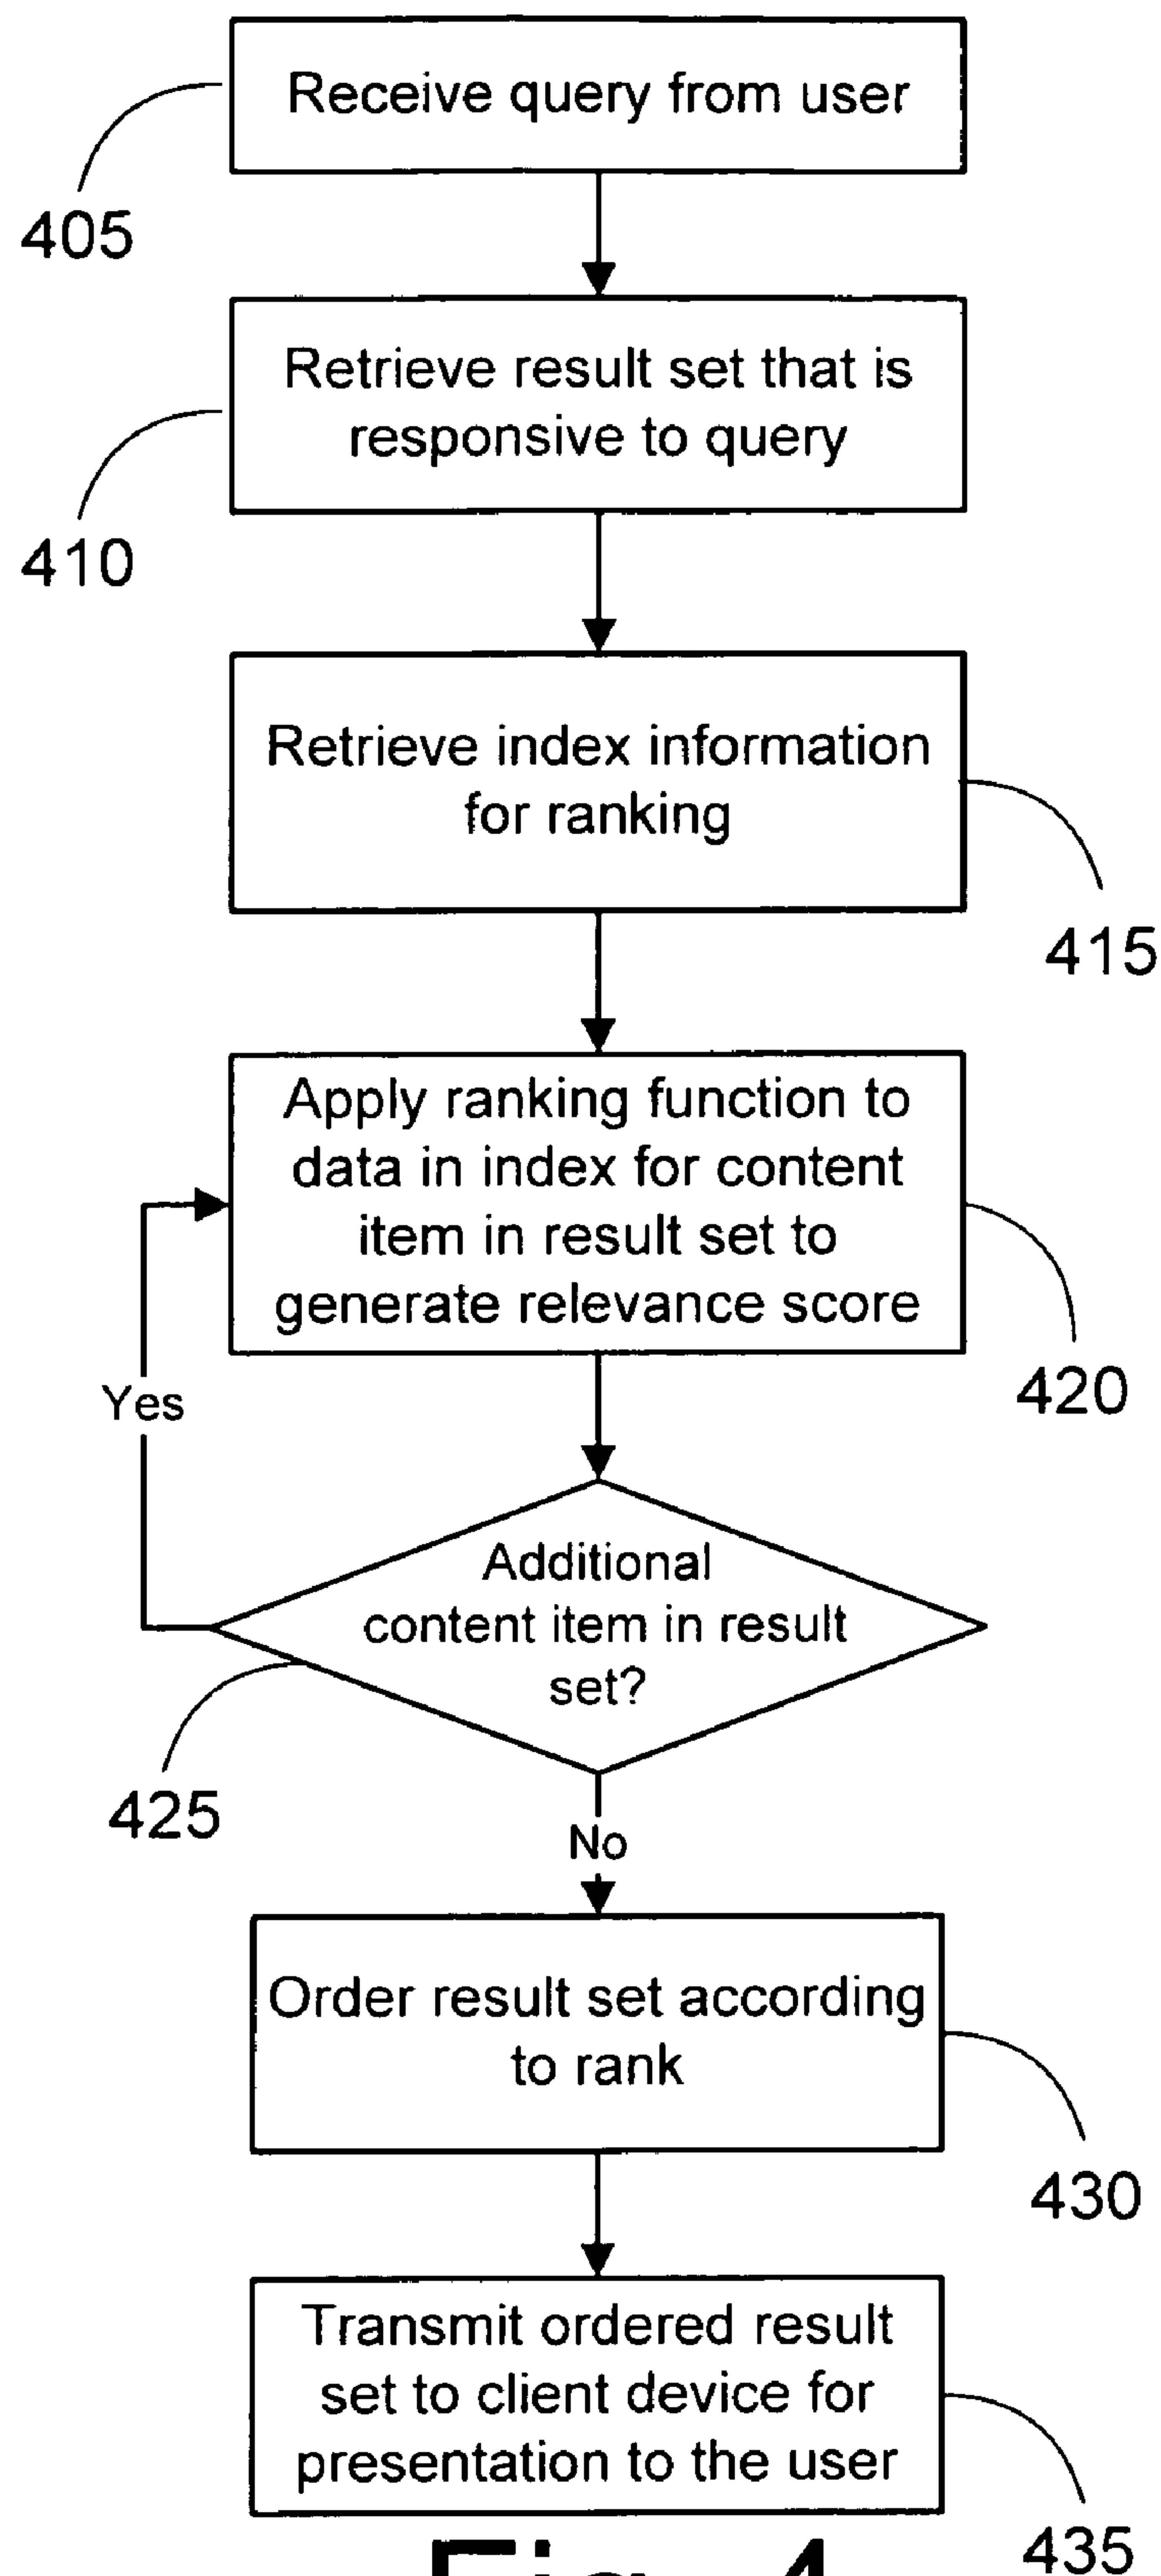 Receive query from user
405
Retrieve result set that is
responsive to query
410
Retrieve index information
for ranking
415
Apply ranking function to
data in index for content
item in result set to
generate relevance score
420
Yes
Additional
content item in result
set?
425
No
Order result set according
to rank
430
Transmit ordered result
set to client device for
presentation to the user
435
Fig. 4